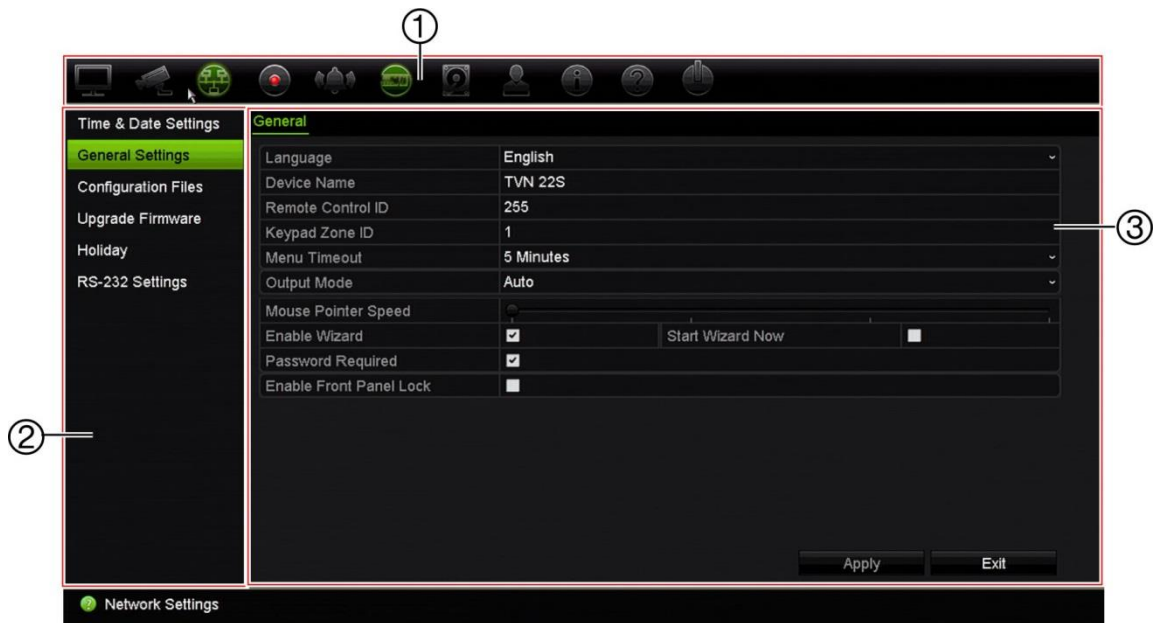 1
Time & Date Settings
General Settings
Configuration Files
Upgrade Firmware
Holiday
RS-232 Settings
2
General
Language English
Device Name TVN 22S
Remote Control ID 255
Keypad Zone ID 1
Menu Timeout 5 Minutes
Output Mode Auto
Mouse Pointer Speed
Enable Wizard Start Wizard Now
Password Required
Enable Front Panel Lock
3
Apply Exit
Network Settings